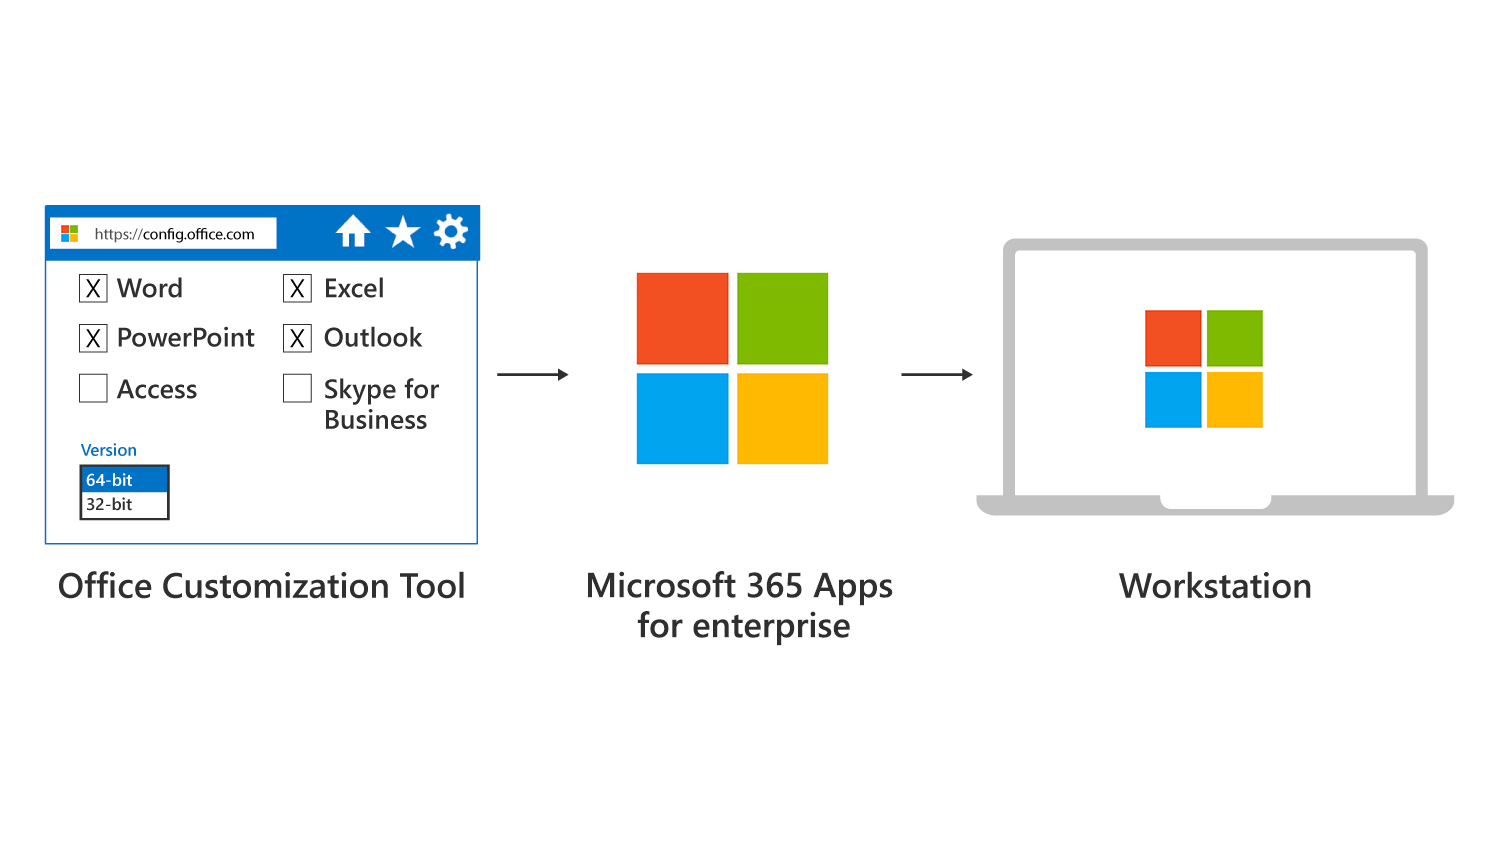 https://config.office.com
X Word
X Excel
X PowerPoint
X Outlook
Access
Skype for
Business
Version
64-bit
32-bit
Office Customization Tool
Microsoft 365 Apps
for enterprise
Workstation